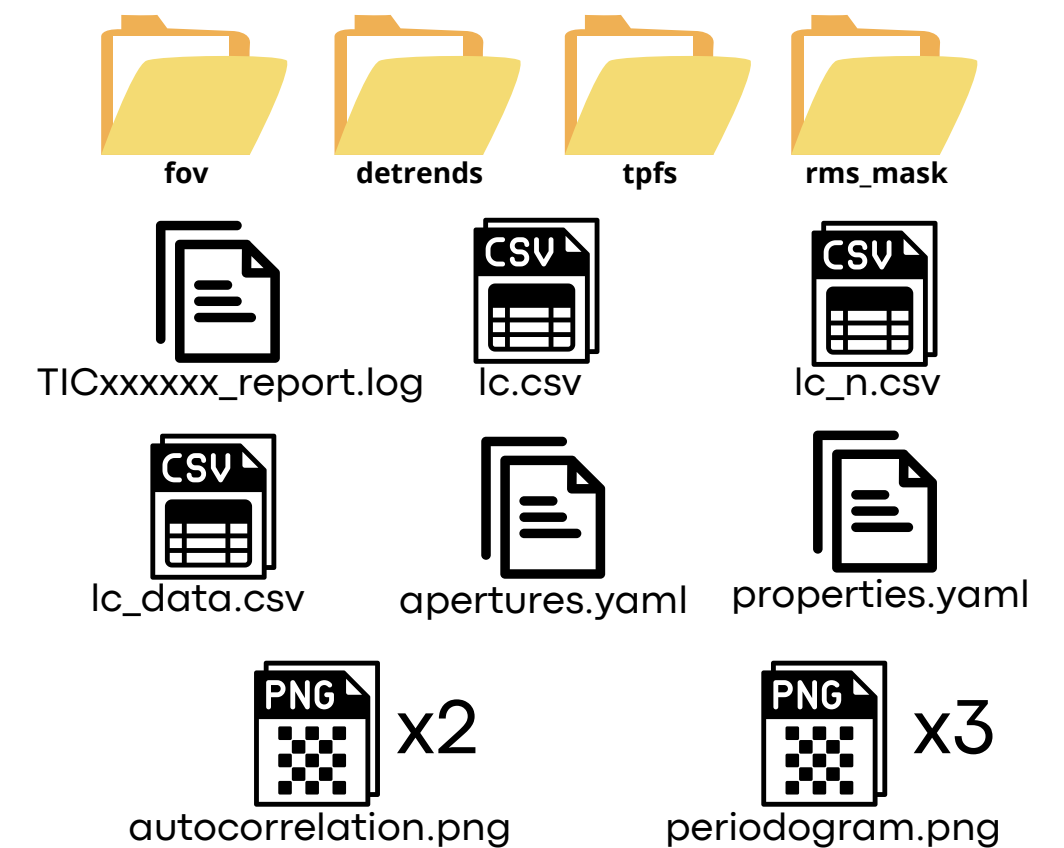 fov
detrends
tpfs
rms_mask
CSV
CSV
TICxxxxxx_report.log
lc.csv
lc_n.csv
CSV
lc_data.csv
apertures.yaml
properties.yaml
PNG
x2
PNG
x3
autocorrelation.png
periodogram.png